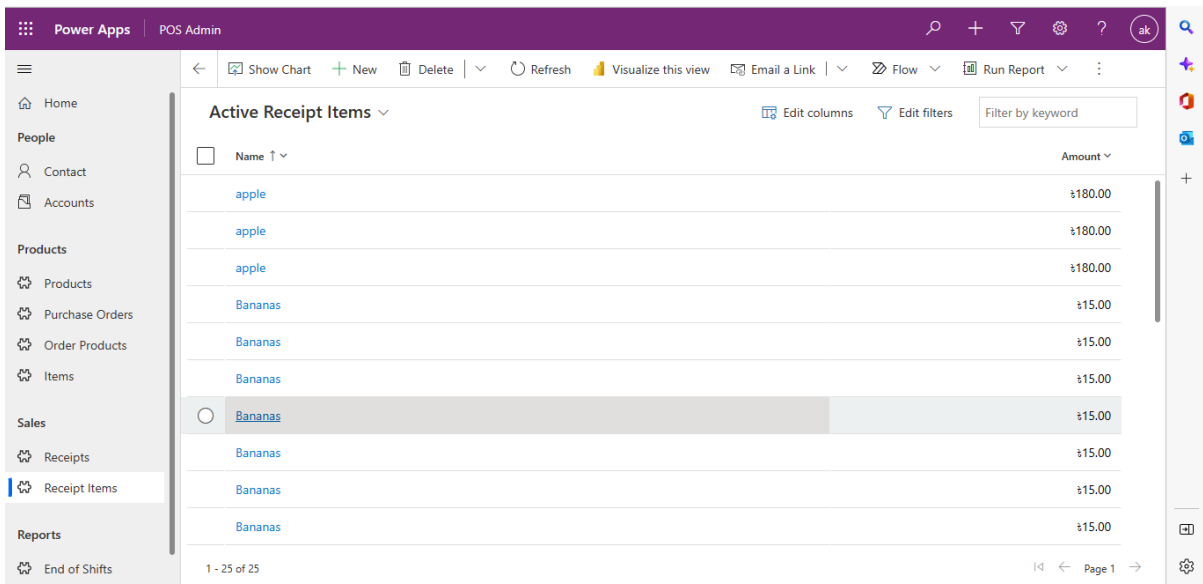 Power Apps POS Admin ? ak
Show Chart New Delete Refresh Visualize this view Email a Link Flow Run Report
Home
Active Receipt Items Edit columns Edit filters Filter by keyword
People
Name ↑ Amount
Contact
apple ৳180.00
Accounts
apple ৳180.00
Products
apple ৳180.00
Products
Bananas ৳15.00
Purchase Orders
Bananas ৳15.00
Order Products
Bananas ৳15.00
Items
Bananas ৳15.00
Sales
Bananas ৳15.00
Receipts
Bananas ৳15.00
Receipt Items
Bananas ৳15.00
Reports
End of Shifts
1 - 25 of 25 Page 1